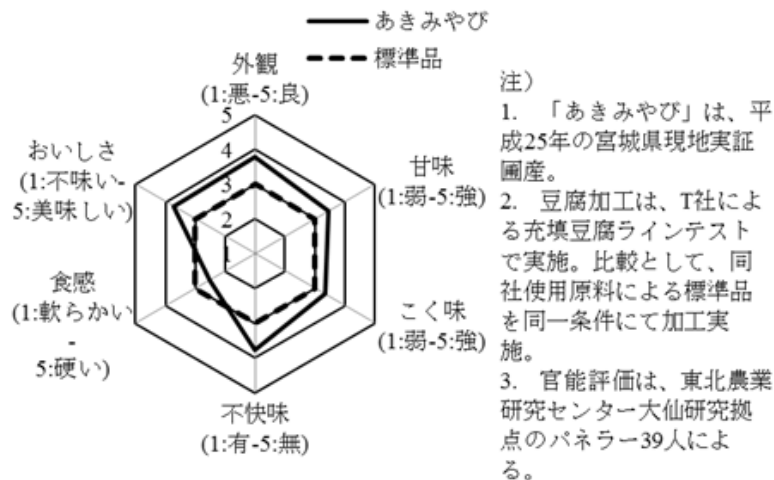 あきみやび
標準品
外観
(1:悪-5:良)
5
4
3
2
1
甘味
(1:弱-5:強)
こく味
(1:弱-5:強)
不快味
(1:有-5:無)
食感
(1:軟らかい
-
5:硬い)
おいしさ
(1:不味い-
5:美味しい)
注）
1. 「あきみやび」は、平
成25年の宮城県現地実証
圃産。
2. 豆腐加工は、T社によ
る充填豆腐ラインテスト
で実施。比較として、同
社使用原料による標準品
を同一条件にて加工実
施。
3. 官能評価は、東北農業
研究センター大仙研究拠
点のパネラー39人によ
る。